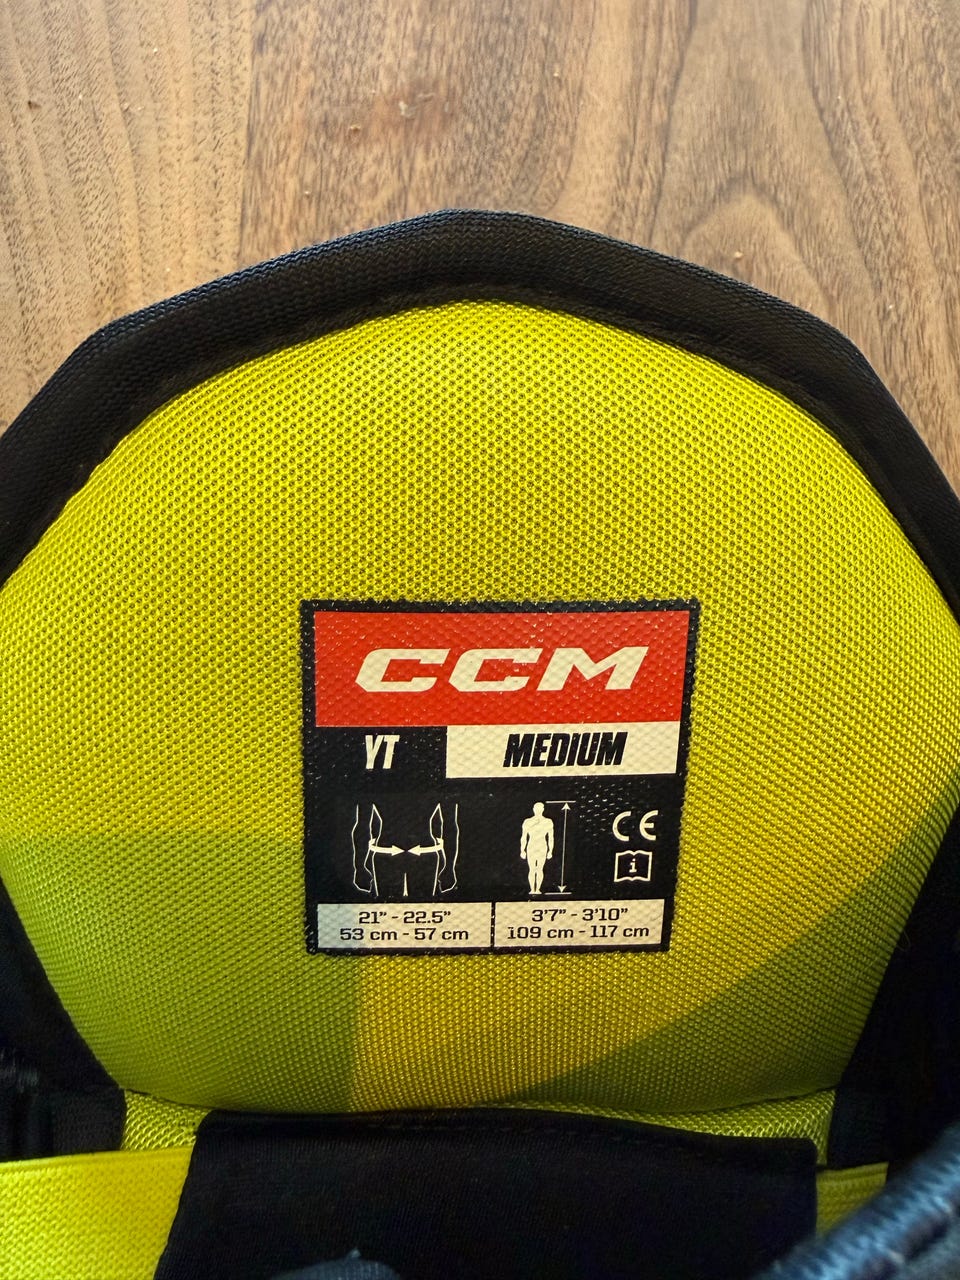 CCM
YT MEDIUM
CE
i
21” - 22.5” 3’7” - 3’10”
53 cm - 57 cm 109 cm - 117 cm